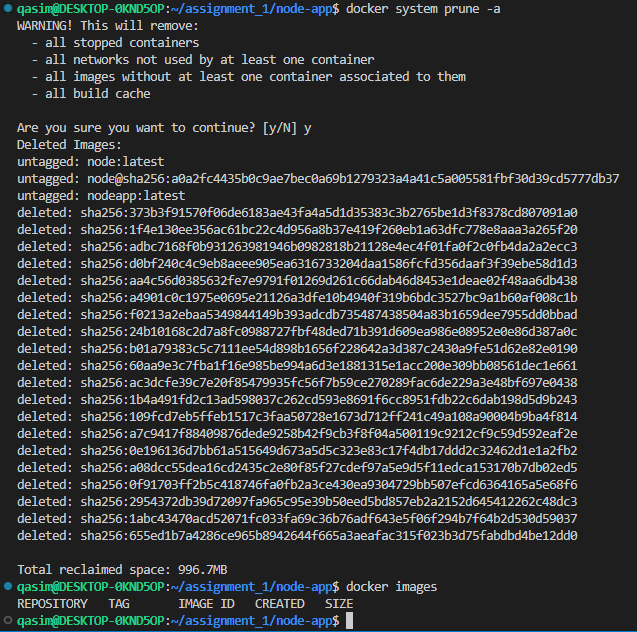 qasim@DESKTOP-0KND5OP:~/assignment_1/node-app$ docker system prune -a
WARNING! This will remove:
  - all stopped containers
  - all networks not used by at least one container
  - all images without at least one container associated to them
  - all build cache

Are you sure you want to continue? [y/N] y
Deleted Images:
untagged: node:latest
untagged: node@sha256:a0a2fc4435b0c9ae7bec0a69b1279323a4a41c5a005581fbf30d39cd5777db37
untagged: nodeapp:latest
deleted: sha256:373b3f91570f06de6183ae43fa4a5d1d35383c3b2765be1d3f8378cd807091a0
deleted: sha256:1f4e130ee356ac61bc22c4d956a8b37e419f260eb1a63dfc778e8aaa3a265f20
deleted: sha256:adbc7168f0b931263981946b0982818b21128e4ec4f01fa0f2c0fb4da2a2ecc3
deleted: sha256:d0bf240c4c9eb8aeee905ea6316733204daa1586fcfd356daaf3f39ebe58d1d3
deleted: sha256:aa4c56d0385632fe7e9791f01269d261c66dab46d8453e1deae02f48aa6db438
deleted: sha256:a4901c0c1975e0695e21126a3dfe10b4940f319b6bdc3527bc9a1b60af008c1b
deleted: sha256:f0213a2ebaa5349844149b393adcdb735487438504a83b1659dee7955dd0bbad
deleted: sha256:24b10168c2d7a8fc0988727fbf48ded71b391d609ea986e08952e0e86d387a0c
deleted: sha256:b01a79383c5c7111ee54d898b1656f228642a3d387c2430a9fe51d62e82e0190
deleted: sha256:60aa9e3c7fba1f16e985be994a6d3e1881315e1acc200e309bb08561dec1e661
deleted: sha256:ac3dcfe39c7e20f85479935fc56f7b59ce270289fac6de229a3e48bf697e0438
deleted: sha256:1b4a491fd2c13ad598037c262cd593e8691f6cc8951fdb22c6dab198d5d9b243
deleted: sha256:109fcd7eb5ffeb1517c3faa50728e1673d712ff241c49a108a90004b9ba4f814
deleted: sha256:a7c9417f88409876dede9258b42f9cb3f8f04a500119c9212cf9c59d592eaf2e
deleted: sha256:0e196136d7bb61a515649d673a5d5c323e83c17f4db17ddd2c32462d1e1a2fb2
deleted: sha256:a08dcc55dea16cd2435c2e80f85f27cdef97a5e9d5f11edca153170b7db02ed5
deleted: sha256:0f91703ff2b5c418746fa0fb2a3ce430ea9304729bb507efcd6364165a5e68f6
deleted: sha256:2954372db39d72097fa965c95e39b50eed5bd857eb2a2152d645412262c48dc3
deleted: sha256:1abc43470acd52071fc033fa69c36b76adf643e5f06f294b7f64b2d530d59037
deleted: sha256:655ed1b7a4286ce965b8942644f665a3aeafac315f023b3d75fabdbd4be12dd0

Total reclaimed space: 996.7MB
qasim@DESKTOP-0KND5OP:~/assignment_1/node-app$ docker images
REPOSITORY   TAG       IMAGE ID   CREATED   SIZE
qasim@DESKTOP-0KND5OP:~/assignment_1/node-app$